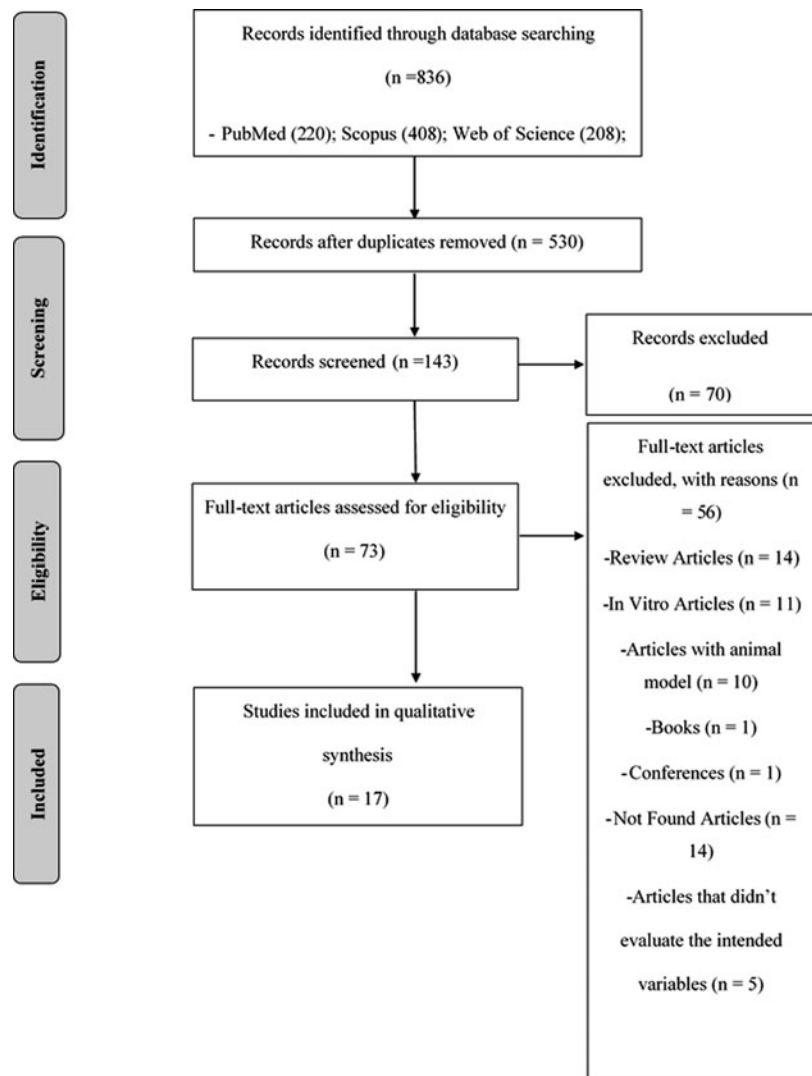 Identification
Records identified through database searching
(n =836)
- PubMed (220); Scopus (408); Web of Science (208);
Records after duplicates removed (n = 530)
Screening
Records screened (n =143)
Records excluded
(n = 70)
Eligibility
Full-text articles assessed for eligibility
(n = 73)
Full-text articles
excluded, with reasons (n
= 56)
-Review Articles (n = 14)
-In Vitro Articles (n = 11)
-Articles with animal
model (n = 10)
-Books (n = 1)
-Conferences (n = 1)
-Not Found Articles (n =
14)
-Articles that didn’t
evaluate the intended
variables (n = 5)
Included
Studies included in qualitative
synthesis
(n = 17)